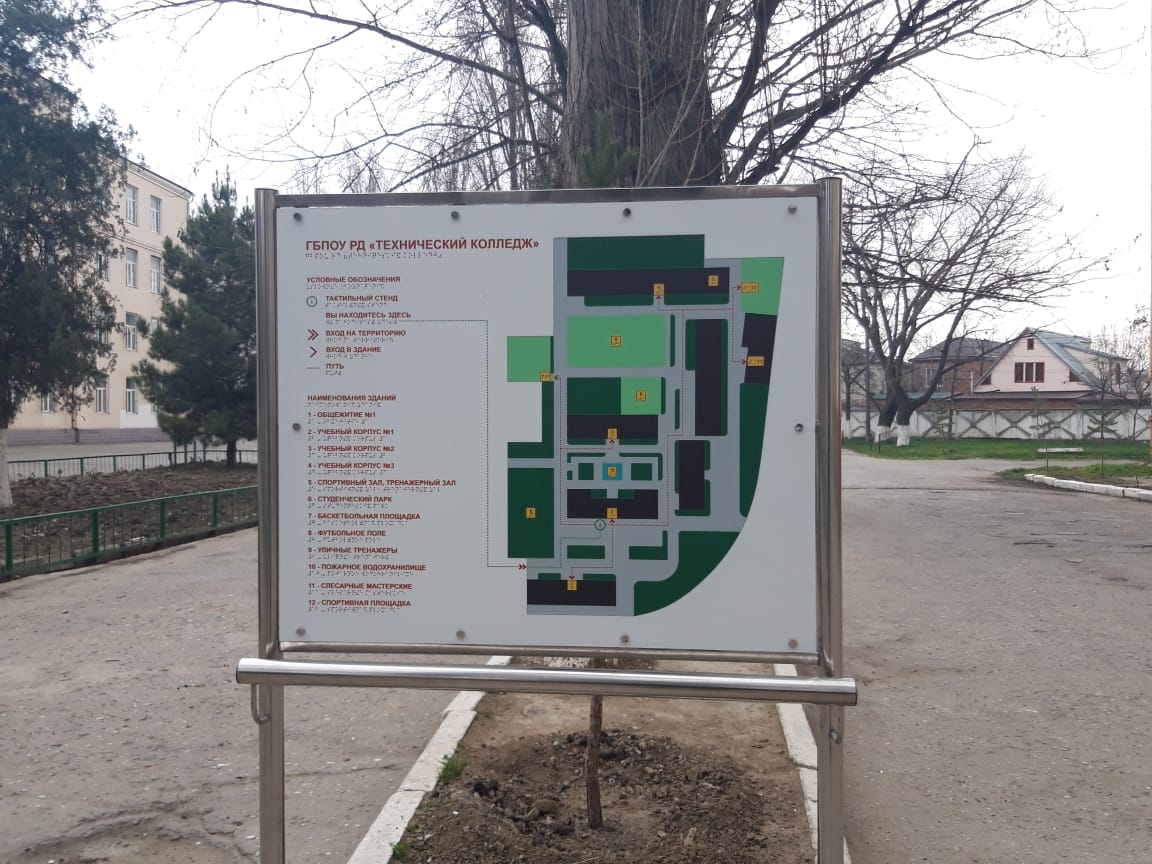 ГБПОУ РД «ТЕХНИЧЕСКИЙ КОЛЛЕДЖ»
УСЛОВНЫЕ ОБОЗНАЧЕНИЯ
ТАКТИЛЬНЫЙ СТЕНД
ВЫ НАХОДИТЕСЬ ЗДЕСЬ
ВХОД НА ТЕРРИТОРИЮ
ВХОД В ЗДАНИЕ
ПУТЬ
НАИМЕНОВАНИЯ ЗДАНИЙ
1 - ОБЩЕЖИТИЕ №1
2 - УЧЕБНЫЙ КОРПУС №1
3 - УЧЕБНЫЙ КОРПУС №2
4 - УЧЕБНЫЙ КОРПУС №3
5 - СПОРТИВНЫЙ ЗАЛ, ТРЕНАЖЕРНЫЙ ЗАЛ
6 - СТУДЕНЧЕСКИЙ ПАРК
7 - БАСКЕТБОЛЬНАЯ ПЛОЩАДКА
8 - ФУТБОЛЬНОЕ ПОЛЕ
9 - УЛИЧНЫЕ ТРЕНАЖЕРЫ
10 - ПОЖАРНОЕ ВОДОХРАНИЛИЩЕ
11 - СЛЕСАРНЫЕ МАСТЕРСКИЕ
12 - СПОРТИВНАЯ ПЛОЩАДКА